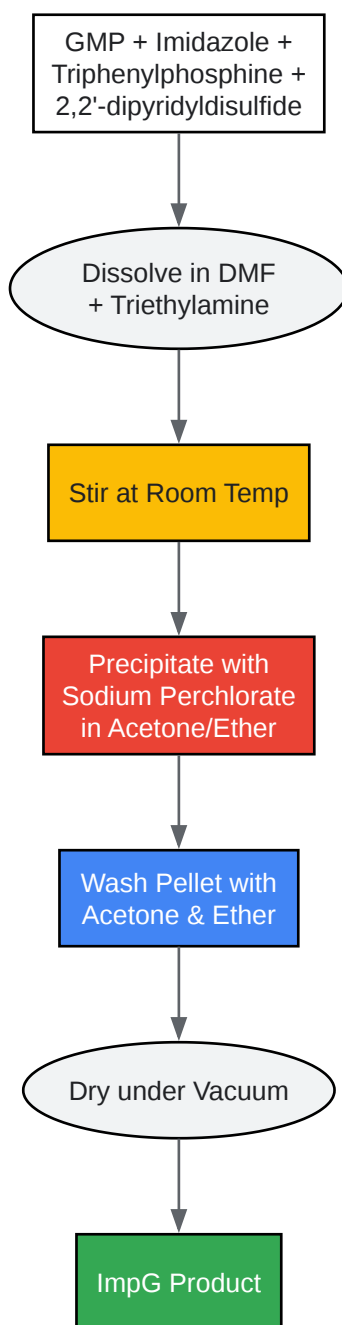 GMP + Imidazole +
Triphenylphosphine +
2,2'-dipyridyldisulfide
Dissolve in DMF
+ Triethylamine
Stir at Room Temp
Precipitate with
Sodium Perchlorate
in Acetone/Ether
Wash Pellet with
Acetone & Ether
Dry under Vacuum
ImpG Product